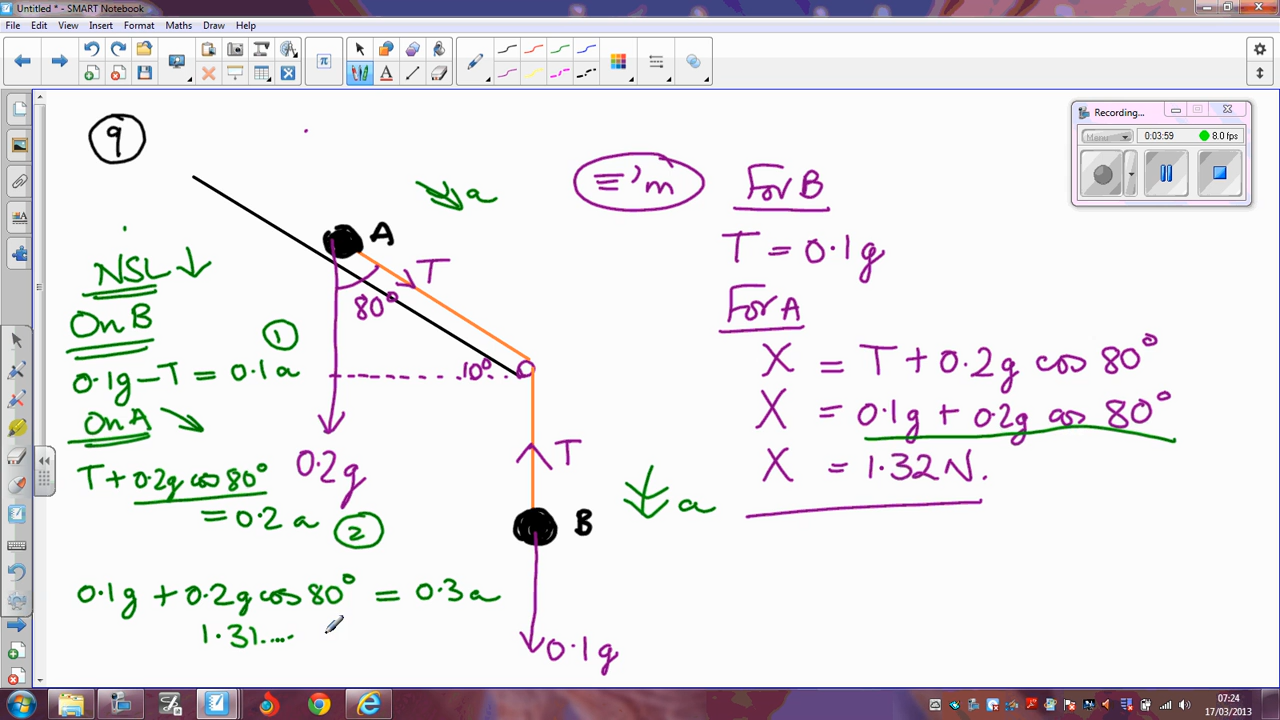 Untitled * - SMART Notebook
File Edit View Insert Format Maths Draw Help
Recording...
Menu 03:59 8.0 fps
9
a
A
T
80°
10°
0.2g
T
B
a
0.1g
NSL ↓
On B
①
0.1g - T = 0.1a
On A ↘
T + 0.2g cos 80°
= 0.2a ②
0.1g + 0.2g cos 80° = 0.3a
1.31....
≡'m
For B
T = 0.1g
For A
X = T + 0.2g cos 80°
X = 0.1g + 0.2g cos 80°
X = 1.32N.
07:24
17/03/2013